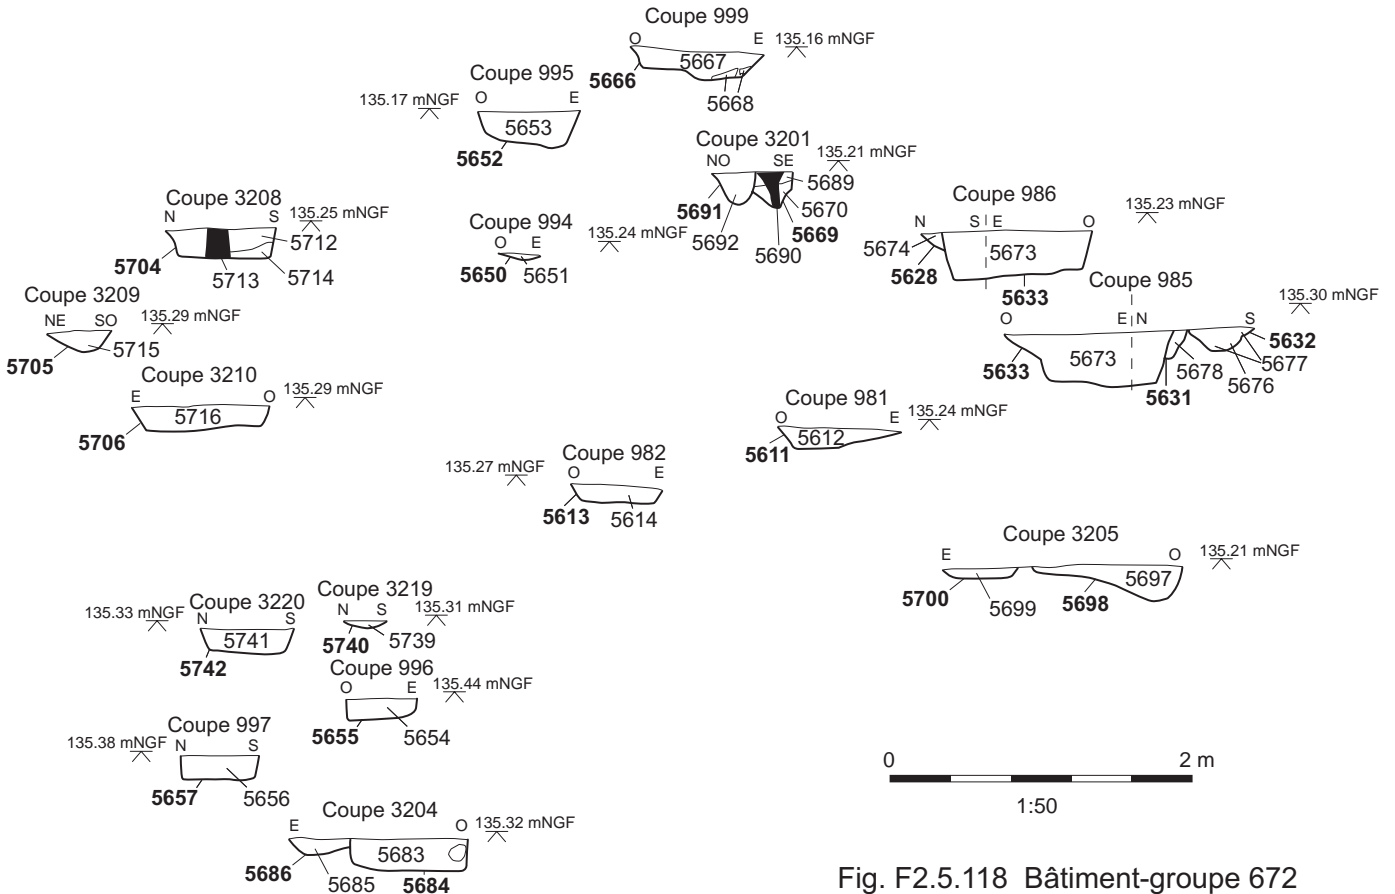 Coupe 999
O E 135.16 mNGF
5667
5666
5668
Coupe 995
135.17 mNGF O E
5653
5652
Coupe 3201
NO SE 135.21 mNGF
5689
5691 5670
5692 5669
5690
Coupe 3208
N S 135.25 mNGF
5712
5704
5713 5714
Coupe 994
O E 135.24 mNGF
5650 5651
Coupe 986
N S E O 135.23 mNGF
5674 5673
5628
5633
Coupe 3209
NE SO 135.29 mNGF
5715
5705
Coupe 985
O E N S 135.30 mNGF
5632
5673 5677
5633 5678 5676
5631
Coupe 3210
E O 135.29 mNGF
5716
5706
Coupe 981
O E 135.24 mNGF
5612
5611
Coupe 982
135.27 mNGF O E
5613 5614
Coupe 3205
E O 135.21 mNGF
5697
5700 5699 5698
Coupe 3220
135.33 mNGF N S
5741
5742
Coupe 3219
N S 135.31 mNGF
5740 5739
Coupe 996
O E 135.44 mNGF
5655 5654
Coupe 997
135.38 mNGF N S
5657 5656
Coupe 3204
E O 135.32 mNGF
5683
5686 5685 5684
0 2 m
1:50
Fig. F2.5.118 Bâtiment-groupe 672